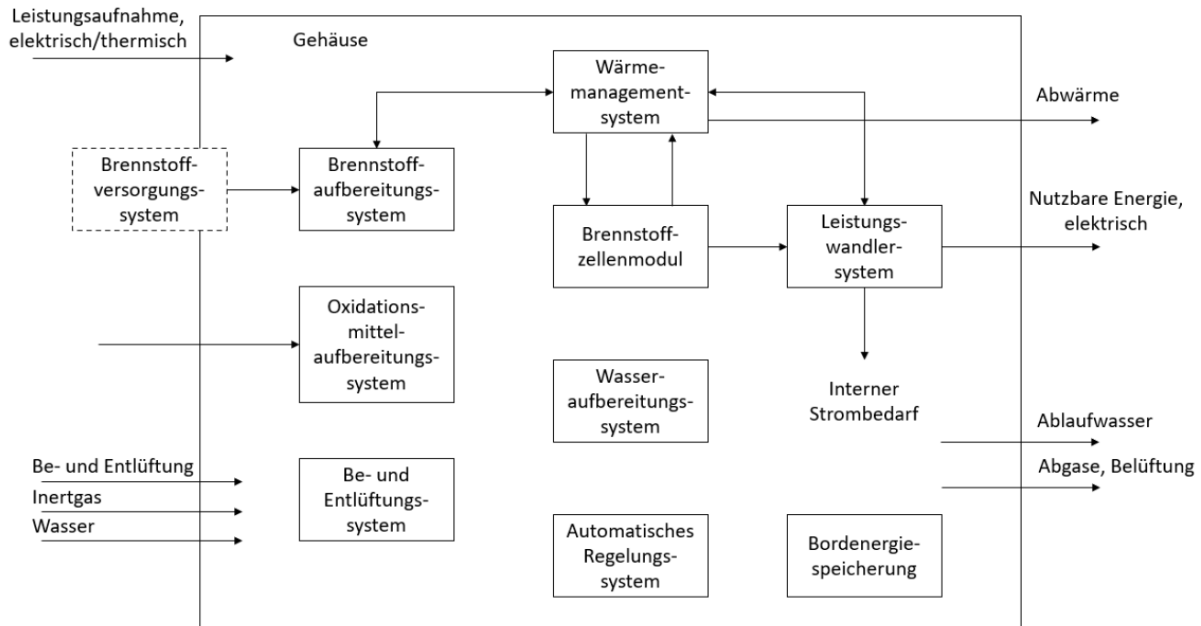 Leistungsaufnahme,
elektrisch/thermisch
Gehäuse
Wärme-
management-
system
Abwärme
Brennstoff-
versorgungs-
system
Brennstoff-
aufbereitungs-
system
Nutzbare Energie,
elektrisch
Brennstoff-
zellenmodul
Leistungs-
wandler-
system
Oxidations-
mittel-
aufbereitungs-
system
Wasser-
aufbereitungs-
system
Interner
Strombedarf
Ablaufwasser
Abgase, Belüftung
Be- und Entlüftung
Inertgas
Wasser
Be- und
Entlüftungs-
system
Automatisches
Regelungs-
system
Bordenergie-
speicherung